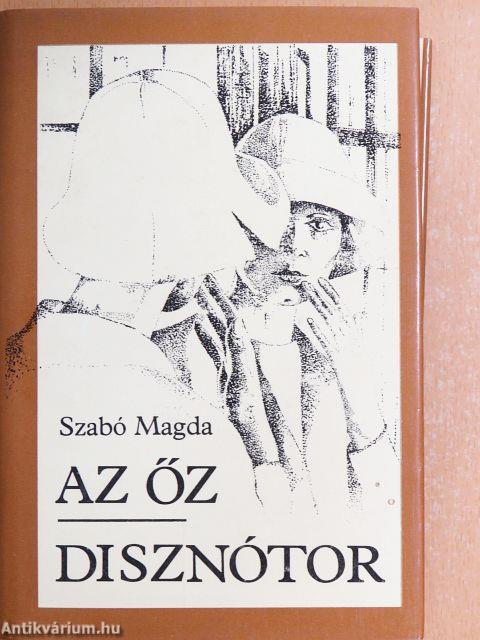 Szabó Magda
AZ ŐZ
DISZNÓTOR
Antikvárium.hu